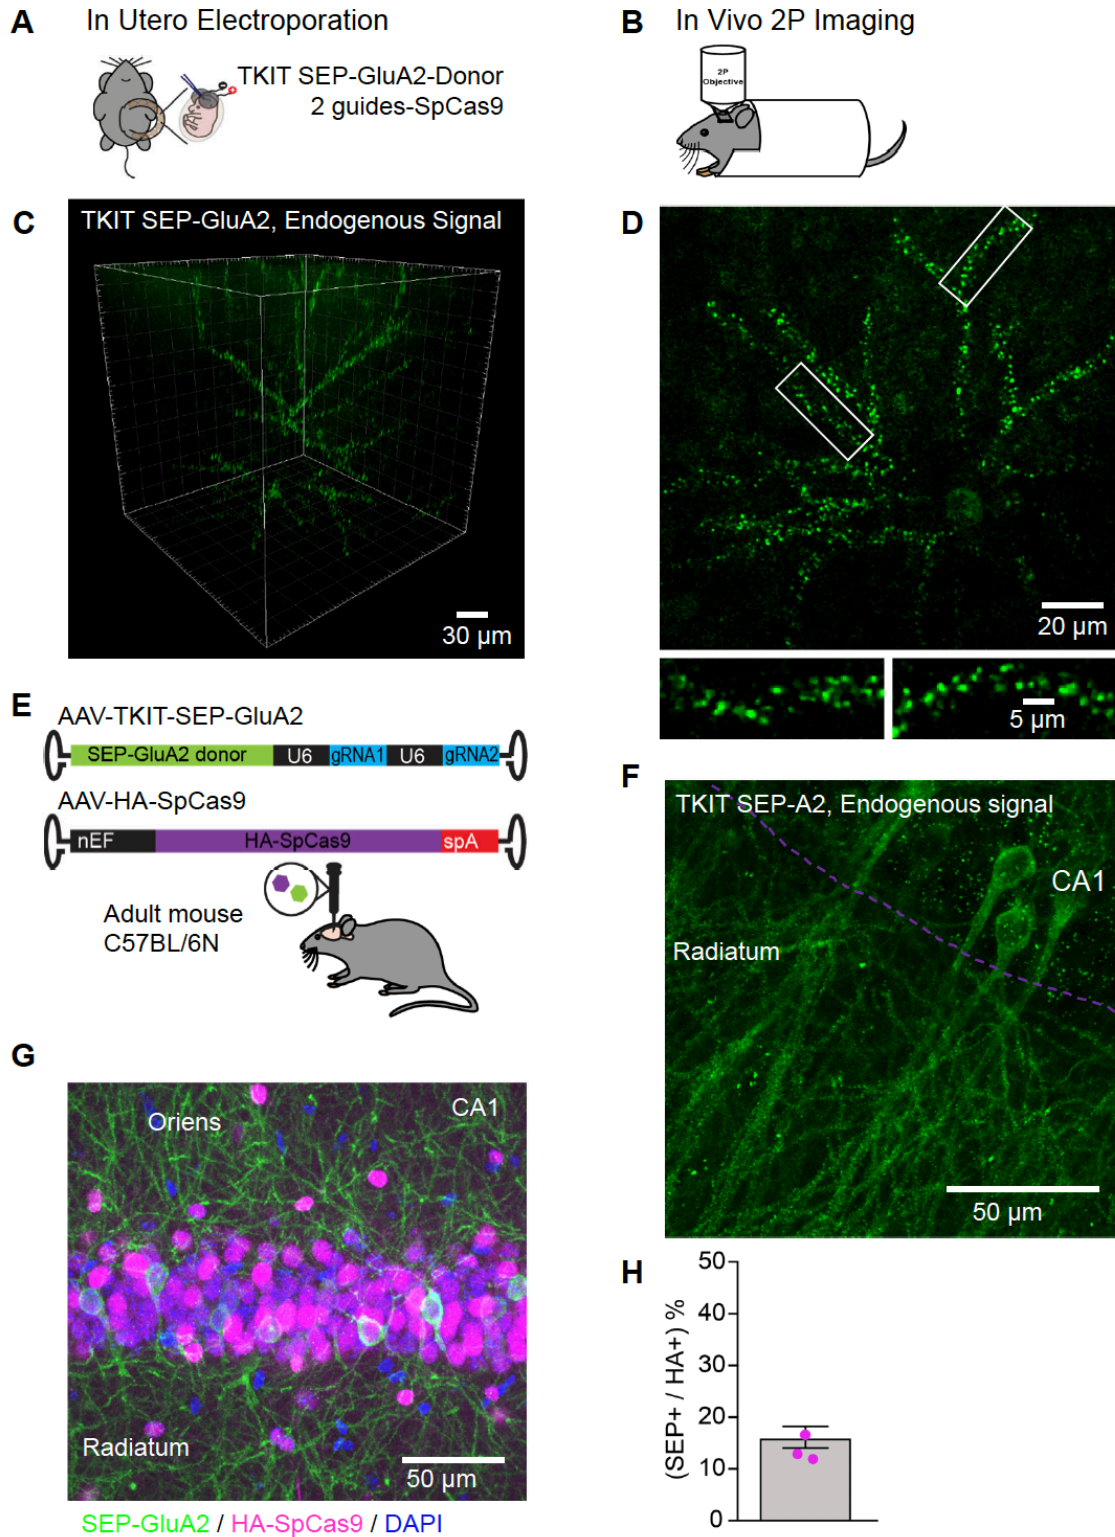 A
In Utero Electroporation
TKIT SEP-GluA2-Donor
2 guides-SpCas9
B
In Vivo 2P Imaging
2P
Objective
C
TKIT SEP-GluA2, Endogenous Signal
30 µm
D
20 µm
5 µm
E
AAV-TKIT-SEP-GluA2
SEP-GluA2 donor U6 gRNA1 U6 gRNA2
AAV-HA-SpCas9
nEF HA-SpCas9 spA
Adult mouse
C57BL/6N
F
TKIT SEP-A2, Endogenous signal
CA1
Radiatum
50 µm
G
Oriens
CA1
Radiatum
50 µm
SEP-GluA2 / HA-SpCas9 / DAPI
H
(SEP+ / HA+) %
50
40
30
20
10
0